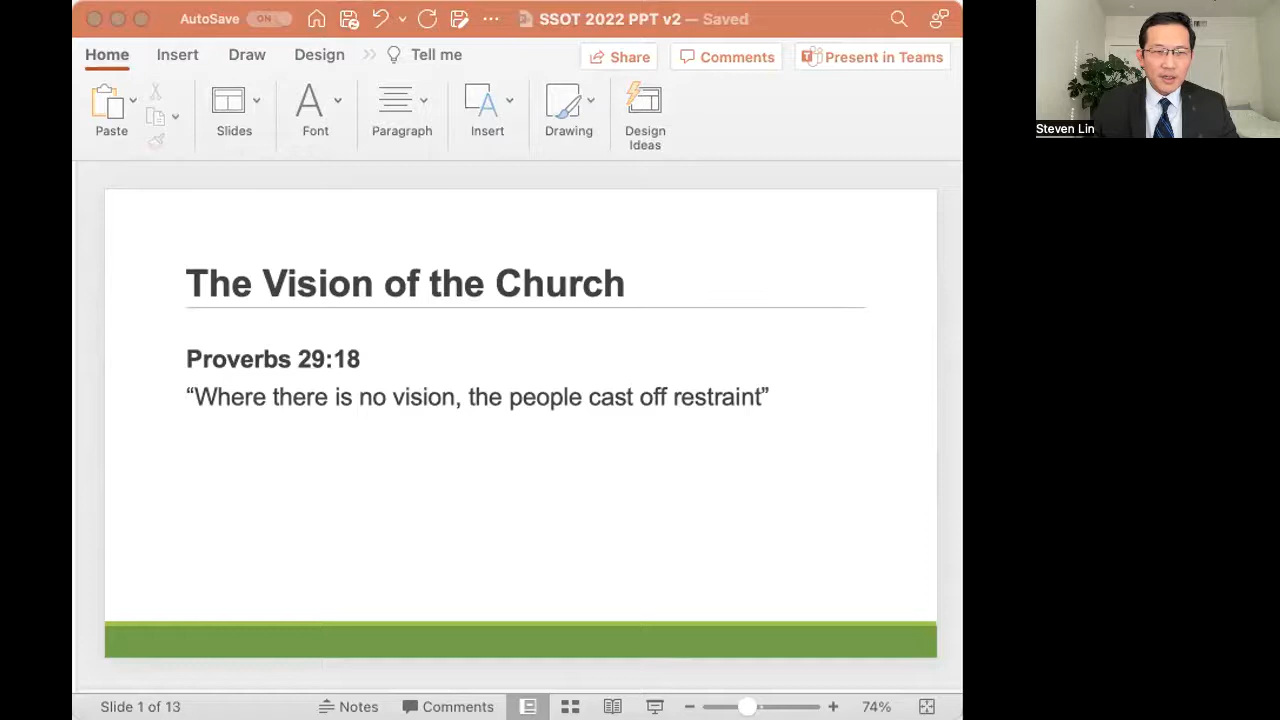 AutoSave ON SSOT 2022 PPT v2 — Saved
Home Insert Draw Design Tell me Share Comments Present in Teams
Paste Slides Font Paragraph Insert Drawing Design
Ideas
Steven Lin
The Vision of the Church
Proverbs 29:18
“Where there is no vision, the people cast off restraint”
Slide 1 of 13 Notes Comments 74%